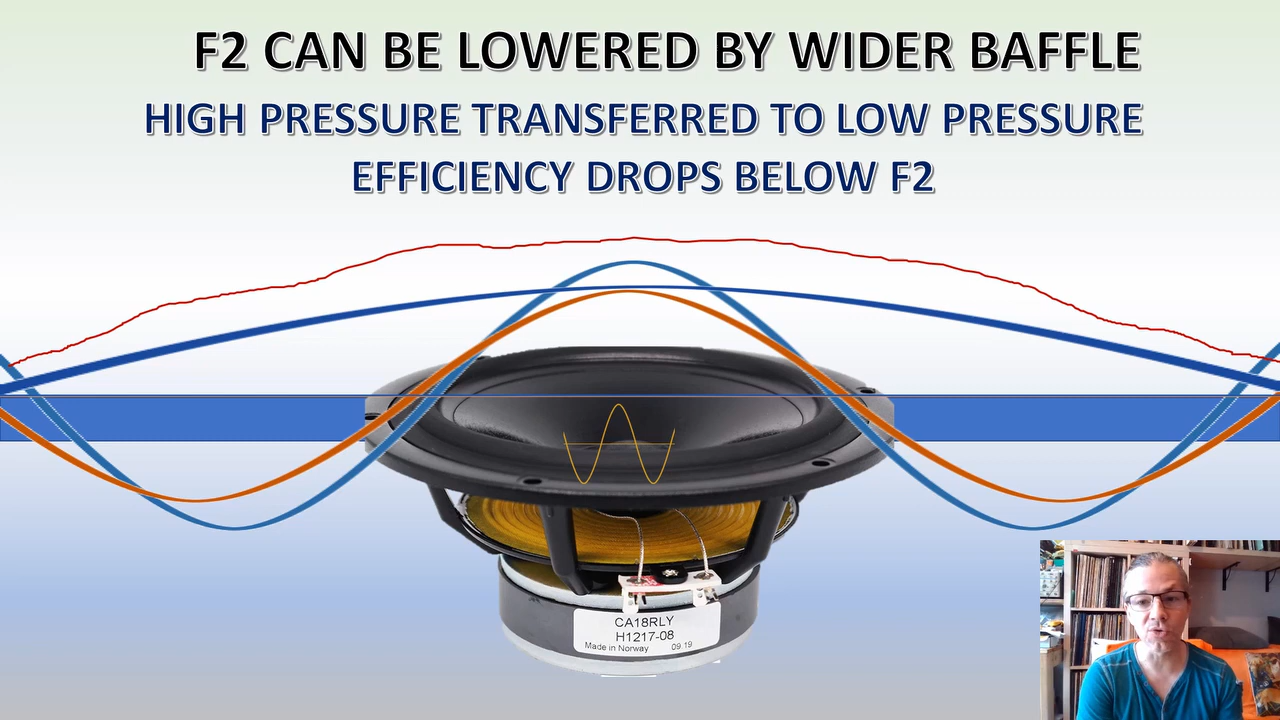 F2 CAN BE LOWERED BY WIDER BAFFLE
HIGH PRESSURE TRANSFERRED TO LOW PRESSURE
EFFICIENCY DROPS BELOW F2
CA18RLY
H1217-08
Made in Norway 09.19